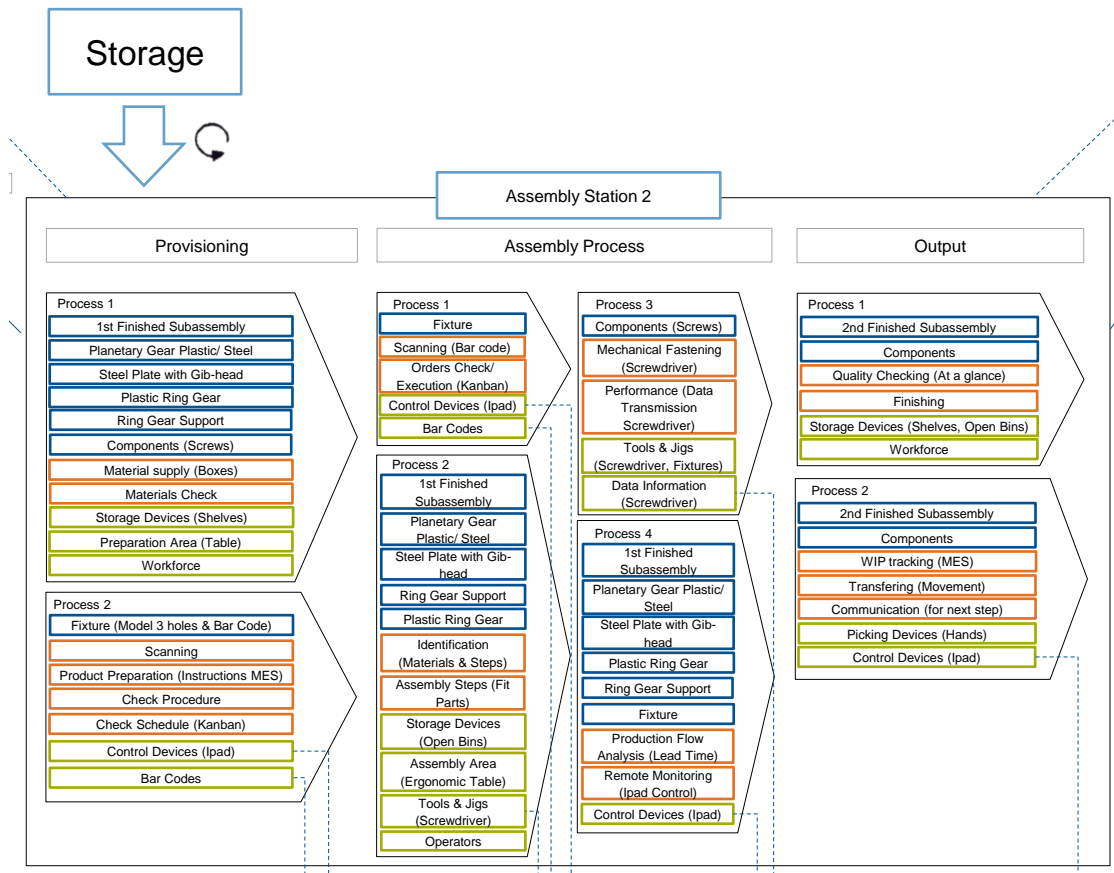 Storage
Assembly Station 2
Provisioning
Assembly Process
Output
Process 1
1st Finished Subassembly
Planetary Gear Plastic/ Steel
Steel Plate with Gib-head
Plastic Ring Gear
Ring Gear Support
Components (Screws)
Material supply (Boxes)
Materials Check
Storage Devices (Shelves)
Preparation Area (Table)
Workforce
Process 2
Fixture (Model 3 holes & Bar Code)
Scanning
Product Preparation (Instructions MES)
Check Procedure
Check Schedule (Kanban)
Control Devices (Ipad)
Bar Codes
Process 1
Fixture
Scanning (Bar code)
Orders Check/
Execution (Kanban)
Control Devices (Ipad)
Bar Codes
Process 2
1st Finished
Subassembly
Planetary Gear
Plastic/ Steel
Steel Plate with Gib-
head
Ring Gear Support
Plastic Ring Gear
Identification
(Materials & Steps)
Assembly Steps (Fit
Parts)
Storage Devices
(Open Bins)
Assembly Area
(Ergonomic Table)
Tools & Jigs
(Screwdriver)
Operators
Process 3
Components (Screws)
Mechanical Fastening
(Screwdriver)
Performance (Data
Transmission
Screwdriver)
Tools & Jigs
(Screwdriver, Fixtures)
Data Information
(Screwdriver)
Process 4
1st Finished
Subassembly
Planetary Gear Plastic/
Steel
Steel Plate with Gib-
head
Plastic Ring Gear
Ring Gear Support
Fixture
Production Flow
Analysis (Lead Time)
Remote Monitoring
(Ipad Control)
Control Devices (Ipad)
Process 1
2nd Finished Subassembly
Components
Quality Checking (At a glance)
Finishing
Storage Devices (Shelves, Open Bins)
Workforce
Process 2
2nd Finished Subassembly
Components
WIP tracking (MES)
Transfering (Movement)
Communication (for next step)
Picking Devices (Hands)
Control Devices (Ipad)